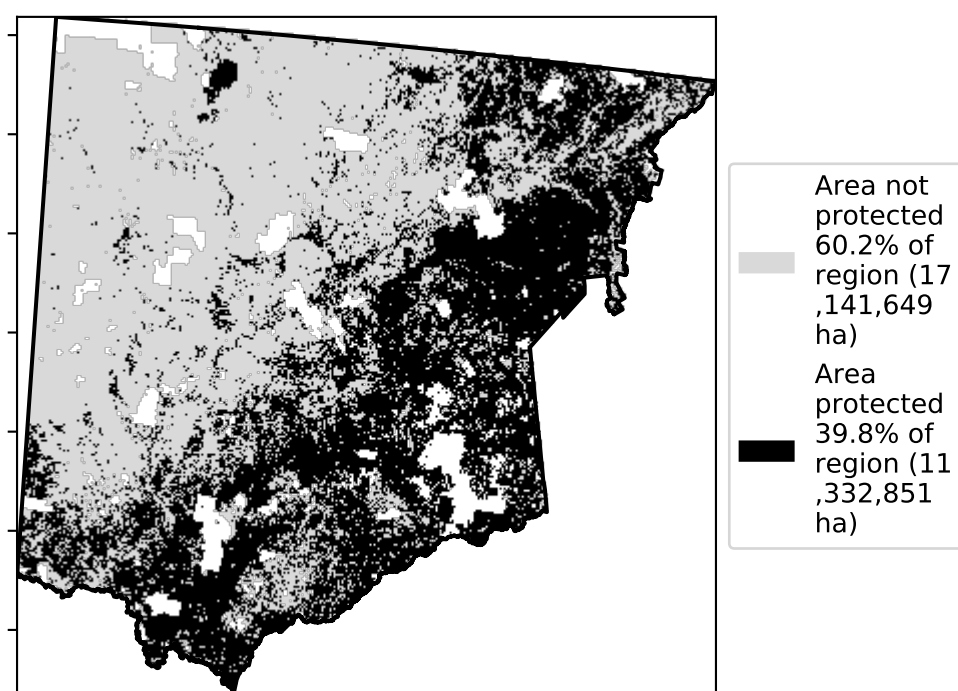 Area not
protected
60.2% of
region (17
,141,649
ha)
Area
protected
39.8% of
region (11
,332,851
ha)